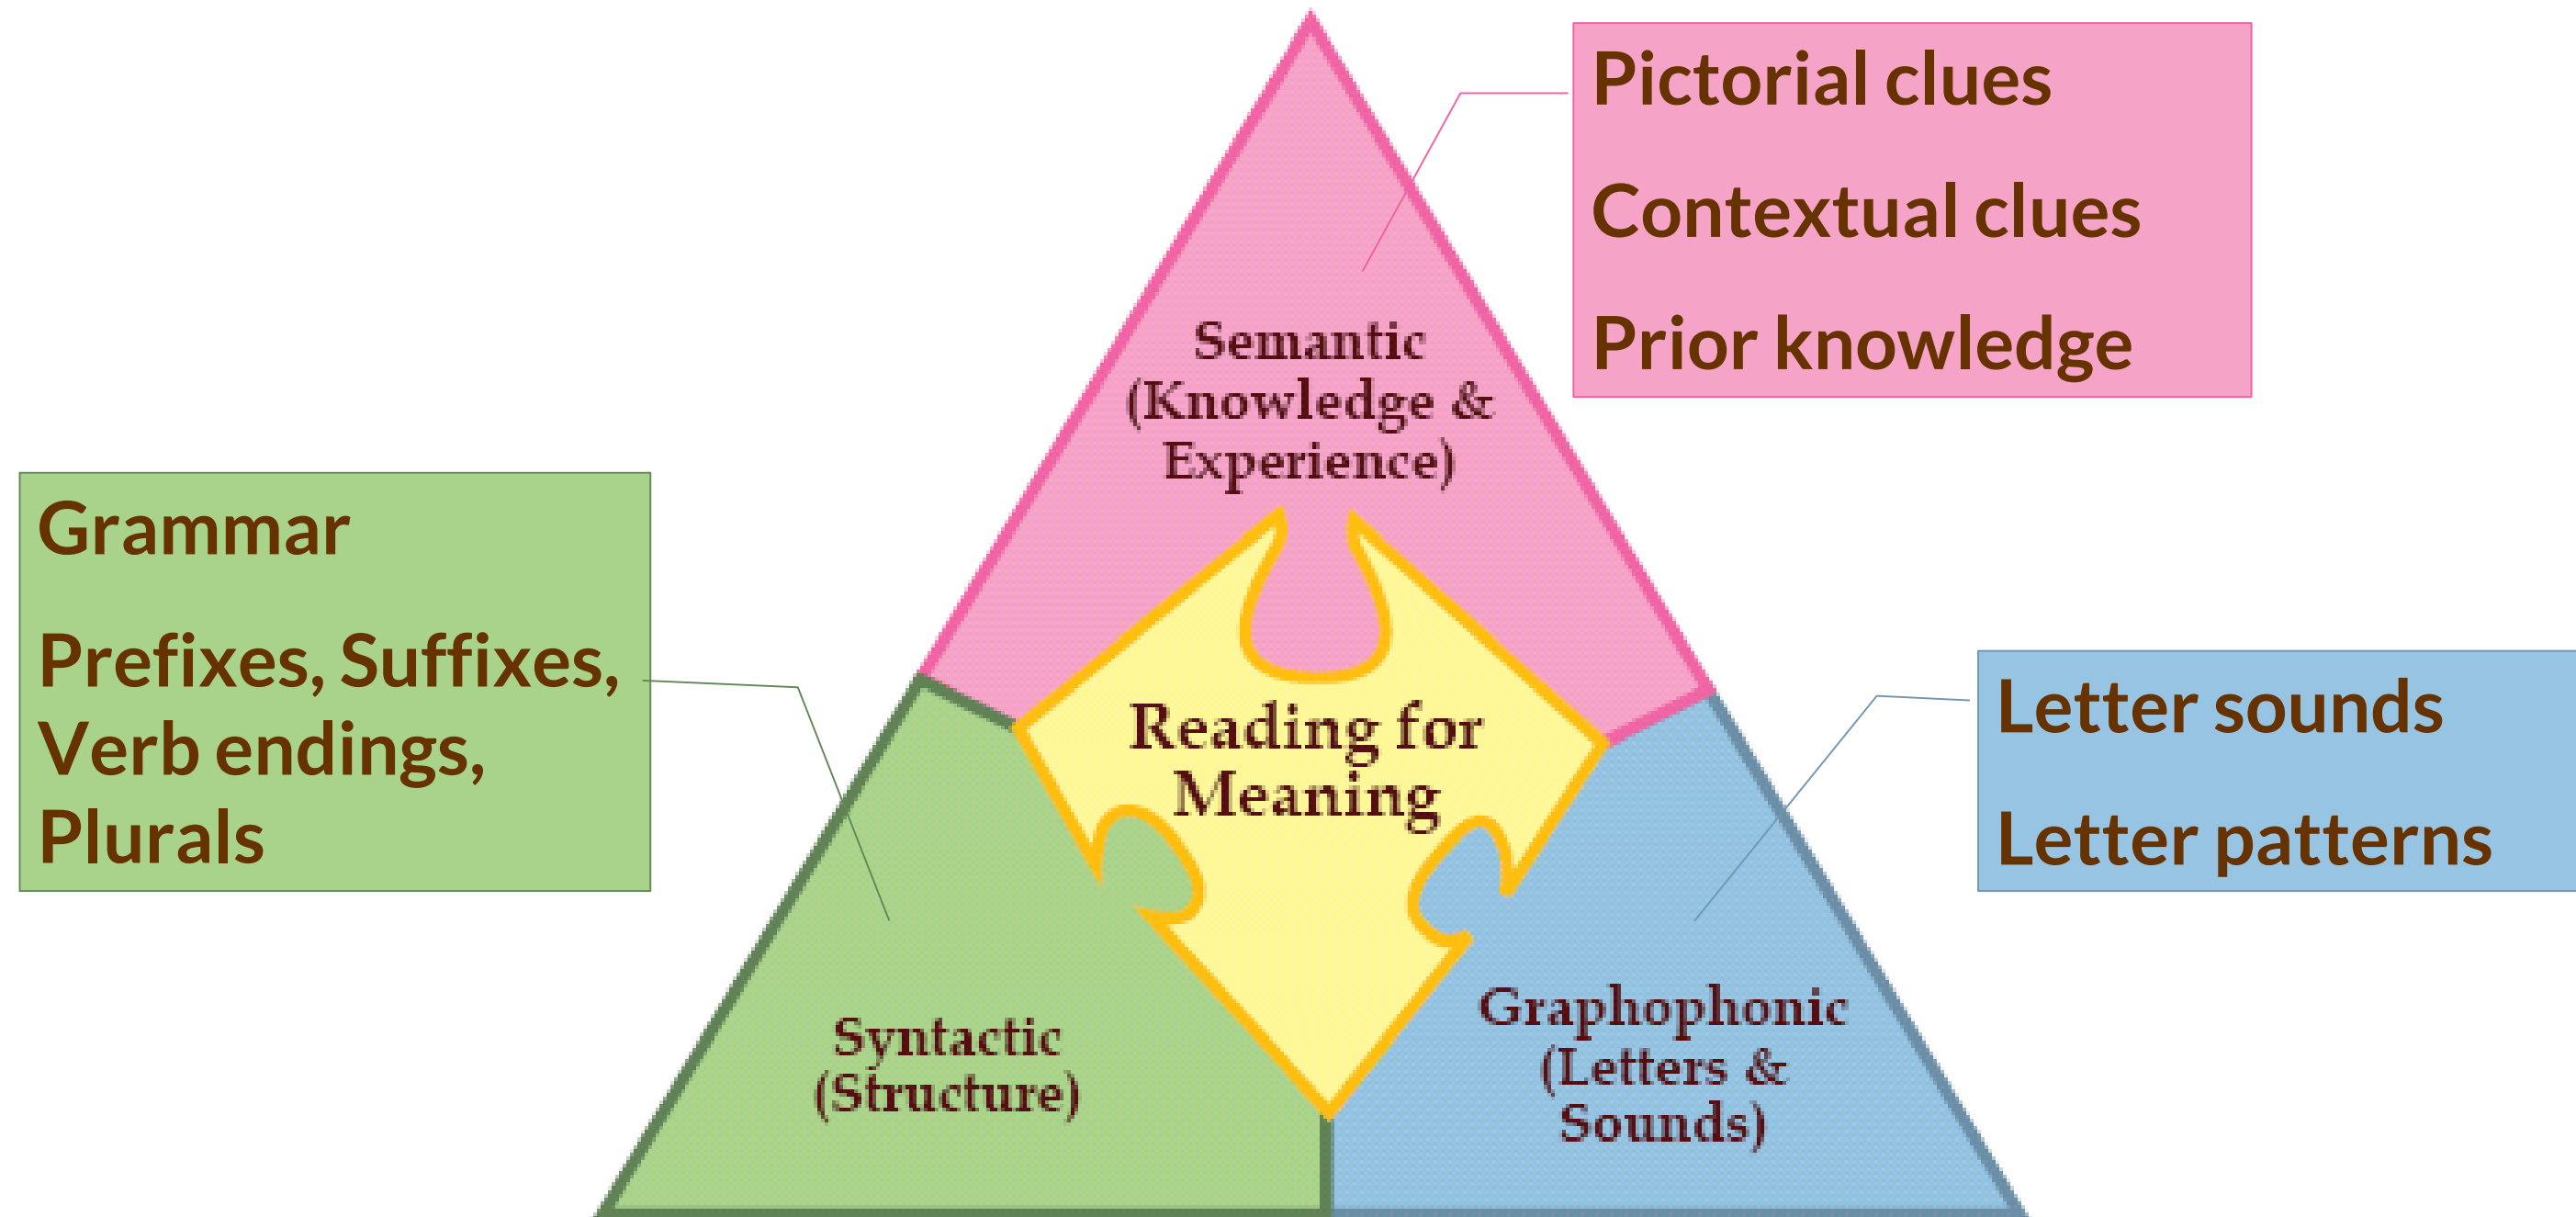 Pictorial clues
Contextual clues
Prior knowledge
Semantic
(Knowledge &
Experience)
Grammar
Prefixes, Suffixes,
Verb endings,
Plurals
Reading for
Meaning
Letter sounds
Letter patterns
Syntactic
(Structure)
Graphophonic
(Letters &
Sounds)